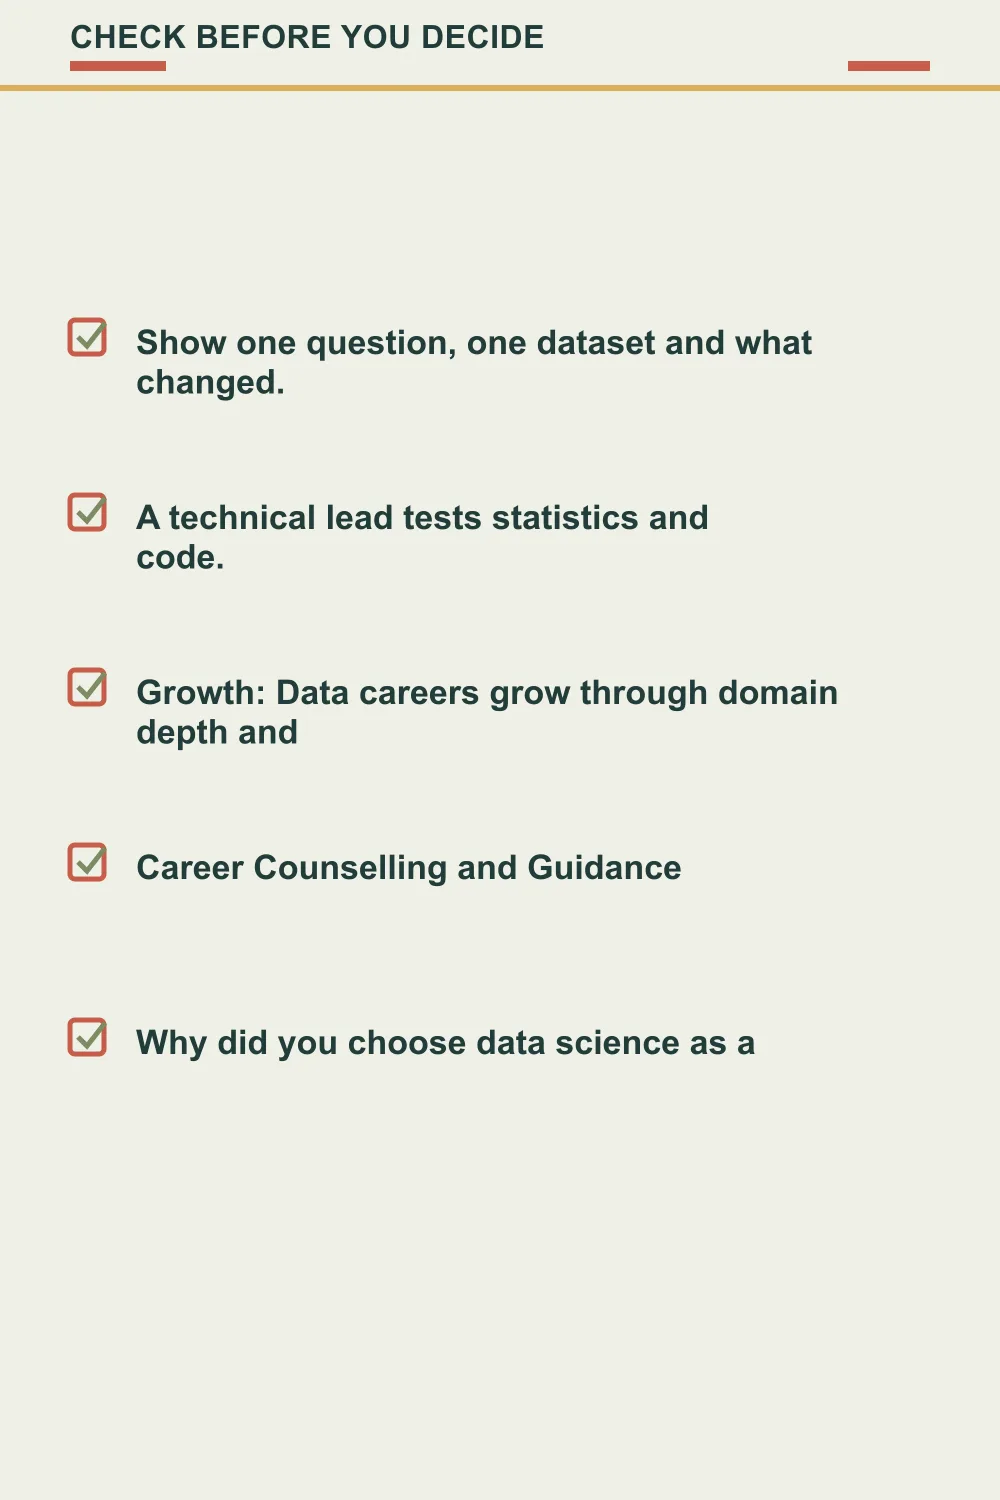 CHECK BEFORE YOU DECIDE
Show one question, one dataset and what
changed.
A technical lead tests statistics and
code.
Growth: Data careers grow through domain
depth and
Career Counselling and Guidance
Why did you choose data science as a